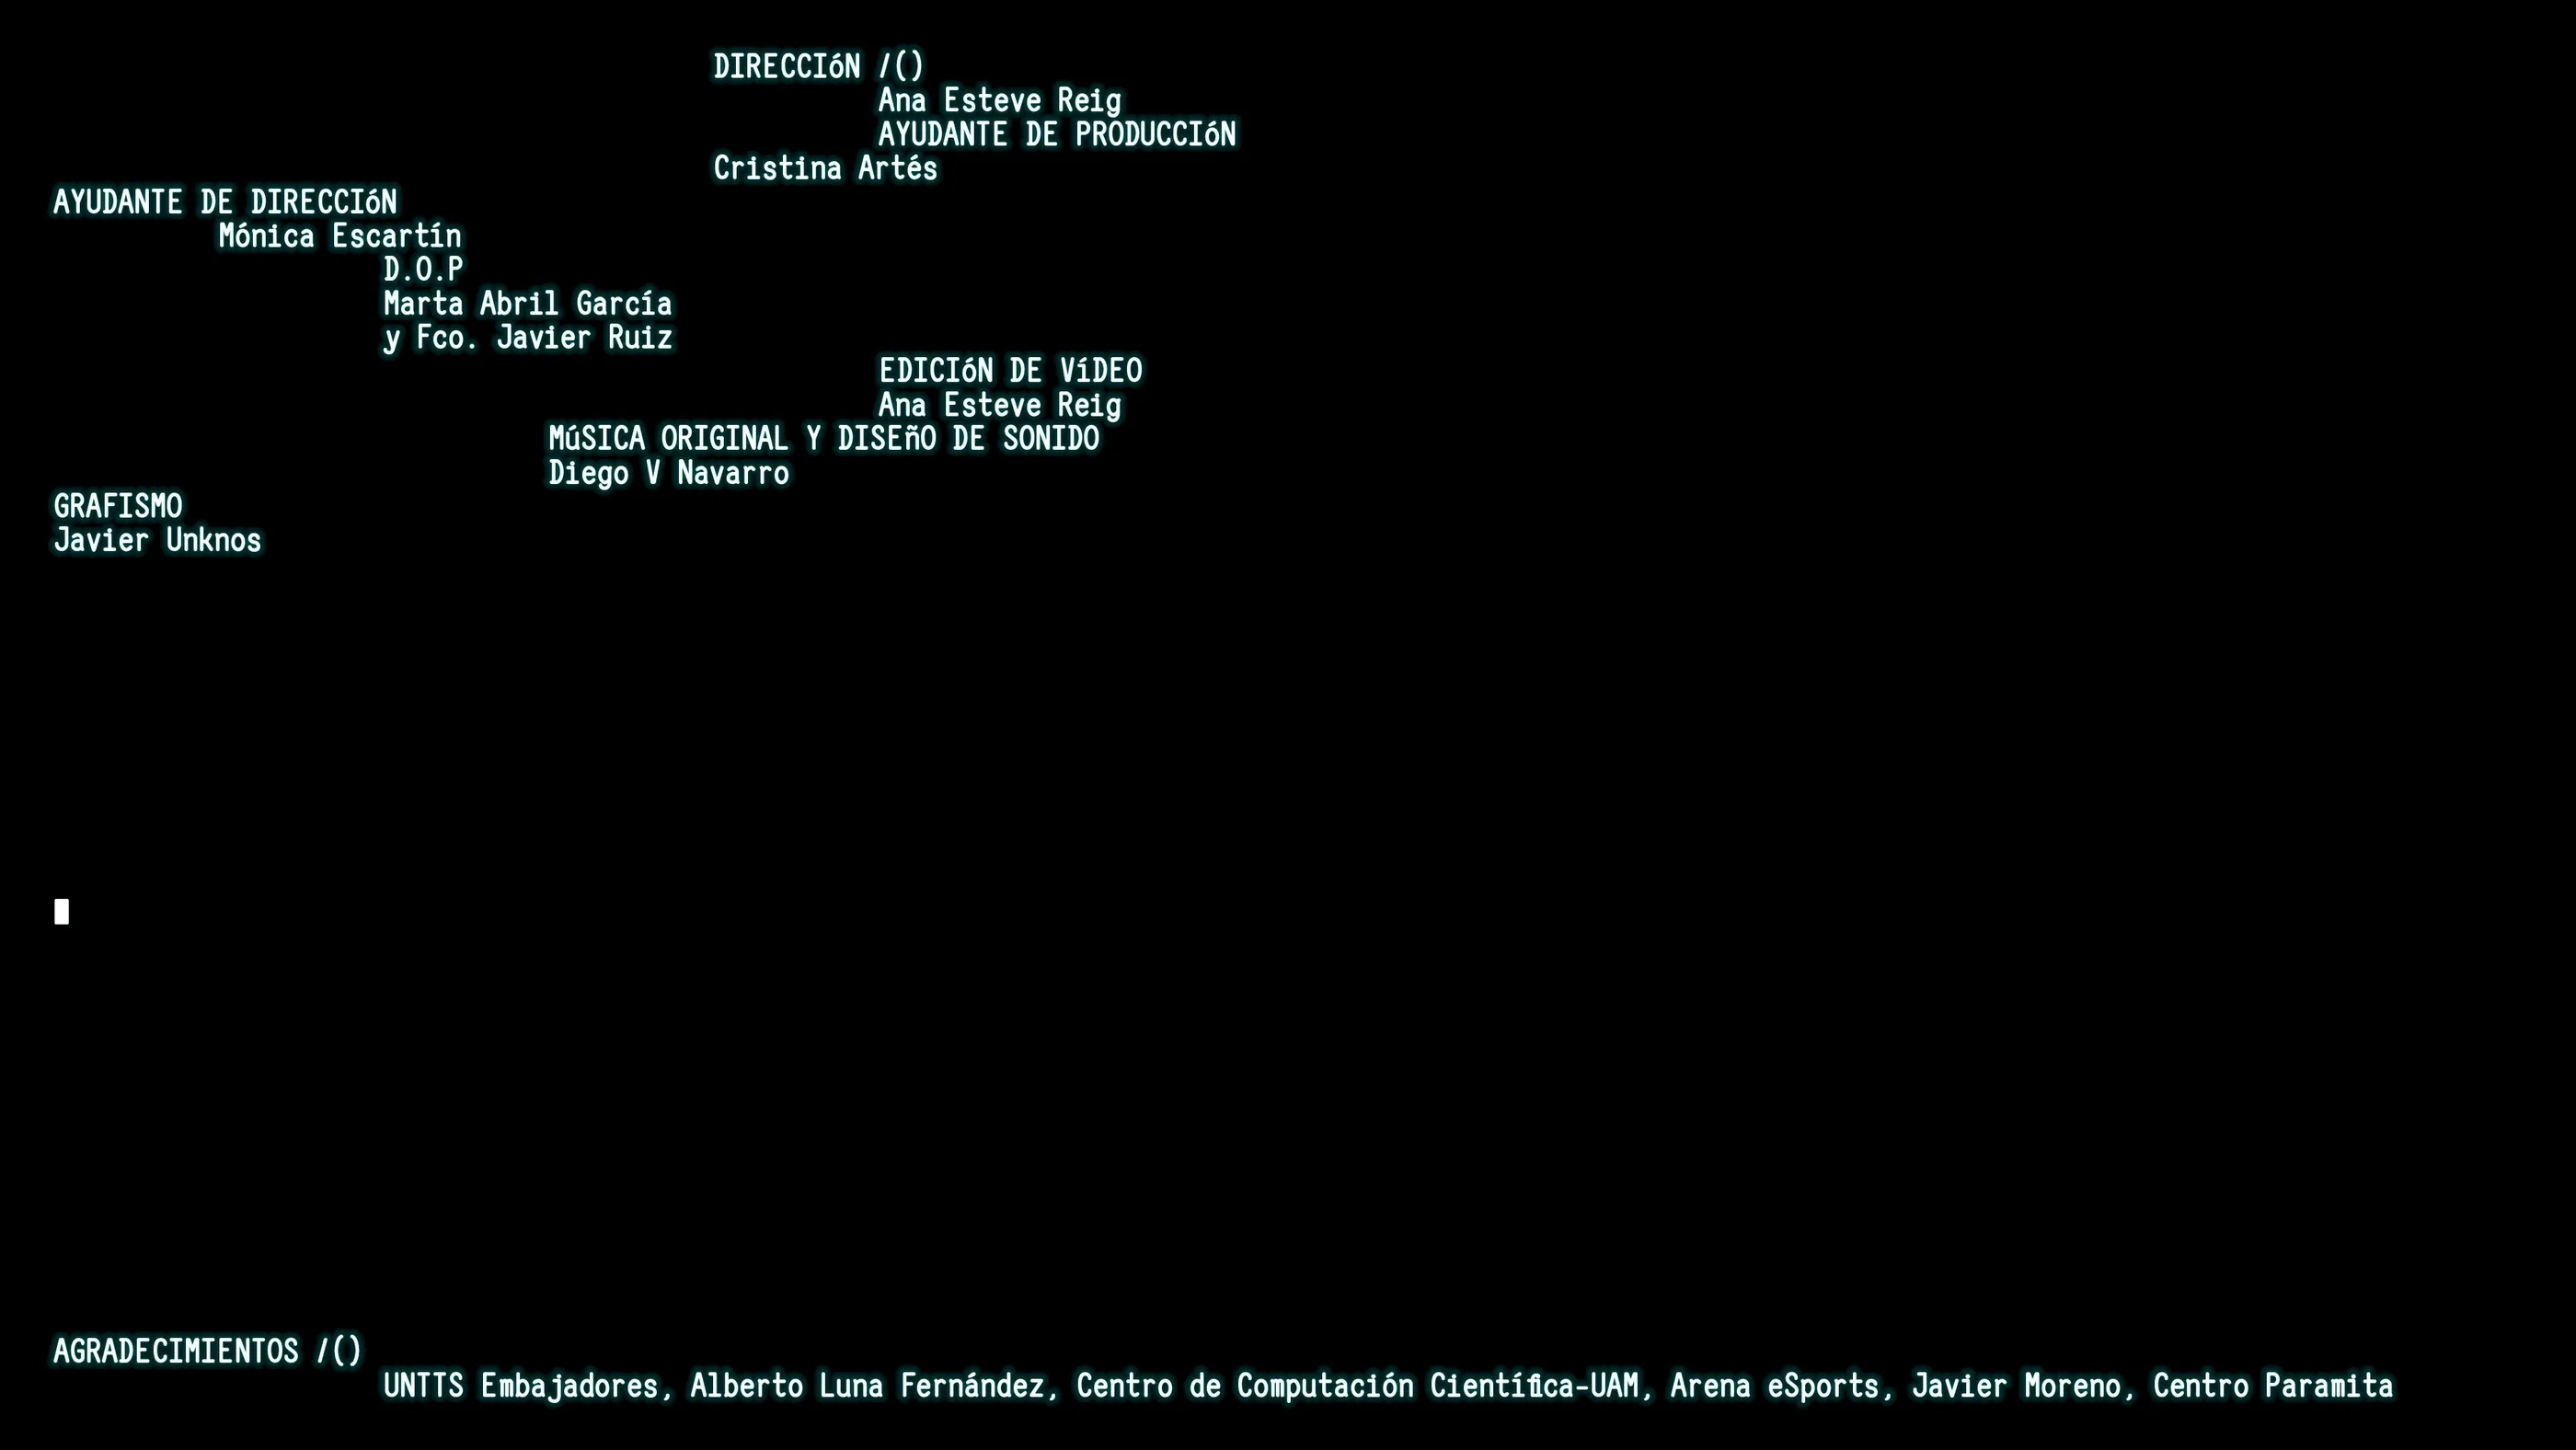 DIRECCIóN /()
Ana Esteve Reig
AYUDANTE DE PRODUCCIóN
Cristina Artés
AYUDANTE DE DIRECCIóN
Mónica Escartín
D.O.P
Marta Abril García
y Fco. Javier Ruiz
EDICIóN DE VíDEO
Ana Esteve Reig
MúSICA ORIGINAL Y DISEñO DE SONIDO
Diego V Navarro
GRAFISMO
Javier Unknos
AGRADECIMIENTOS /()
UNTTS Embajadores, Alberto Luna Fernández, Centro de Computación Científica-UAM, Arena eSports, Javier Moreno, Centro Paramita